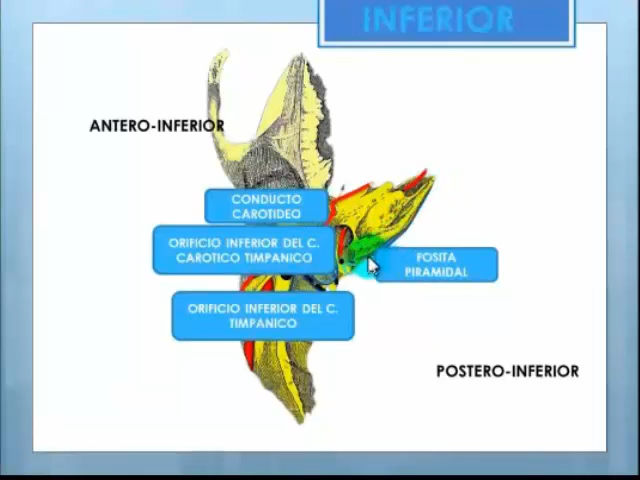 INFERIOR
ANTERO-INFERIOR
CONDUCTO
CAROTIDEO
ORIFICIO INFERIOR DEL C.
CAROTICO TIMPANICO
FOSITA
PIRAMIDAL
ORIFICIO INFERIOR DEL C.
TIMPANICO
POSTERO-INFERIOR